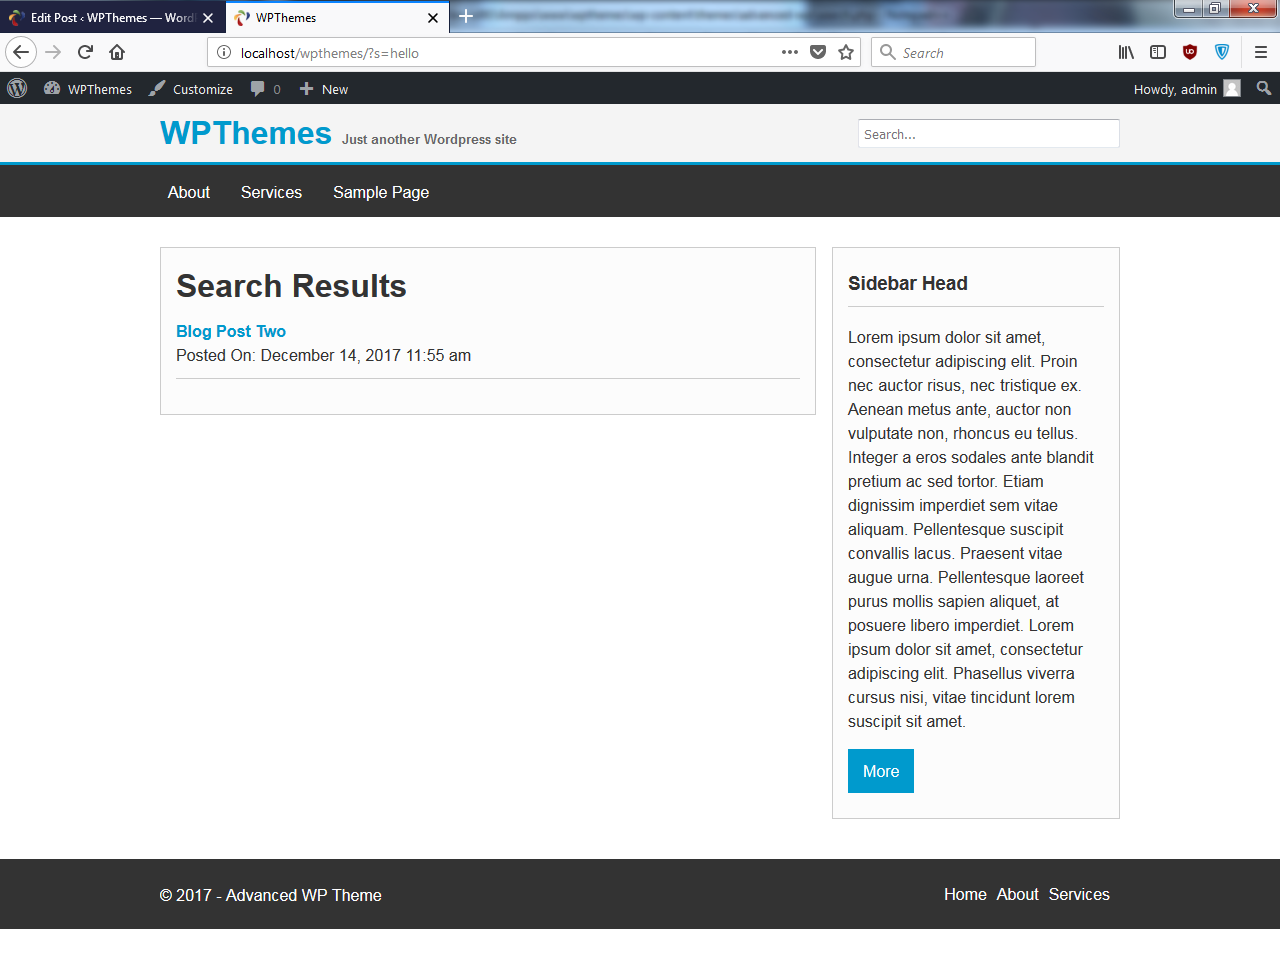 Edit Post ‹ WPThemes — Word
WPThemes
localhost/wpthemes/?s=hello
Search
WPThemes
Customize
0
New
Howdy, admin
WPThemes
Just another Wordpress site
Search...
About
Services
Sample Page
Search Results
Blog Post Two
Posted On: December 14, 2017 11:55 am
Sidebar Head
Lorem ipsum dolor sit amet,
consectetur adipiscing elit. Proin
nec auctor risus, nec tristique ex.
Aenean metus ante, auctor non
vulputate non, rhoncus eu tellus.
Integer a eros sodales ante blandit
pretium ac sed tortor. Etiam
dignissim imperdiet sem vitae
aliquam. Pellentesque suscipit
convallis lacus. Praesent vitae
augue urna. Pellentesque laoreet
purus mollis sapien aliquet, at
posuere libero imperdiet. Lorem
ipsum dolor sit amet, consectetur
adipiscing elit. Phasellus viverra
cursus nisi, vitae tincidunt lorem
suscipit sit amet.
More
© 2017 - Advanced WP Theme
Home
About
Services